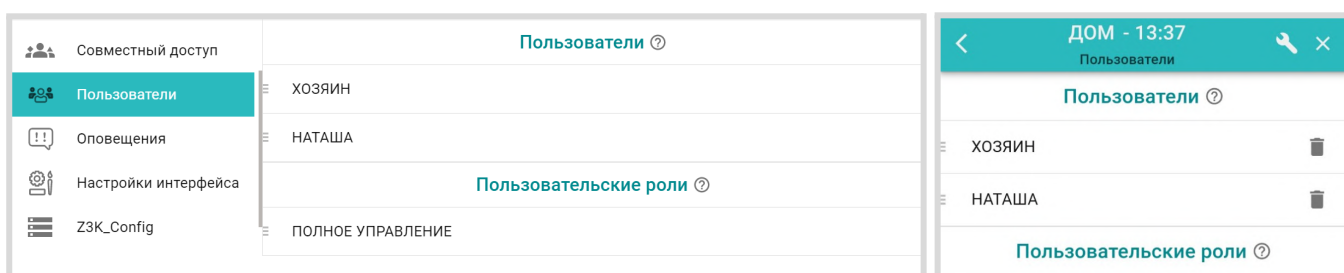 Совместный доступ
Пользователи
Оповещения
Настройки интерфейса
Z3K_Config
Пользователи ?
ХОЗЯИН
НАТАША
Пользовательские роли ?
ПОЛНОЕ УПРАВЛЕНИЕ
ДОМ - 13:37
Пользователи
Пользователи ?
ХОЗЯИН
НАТАША
Пользовательские роли ?